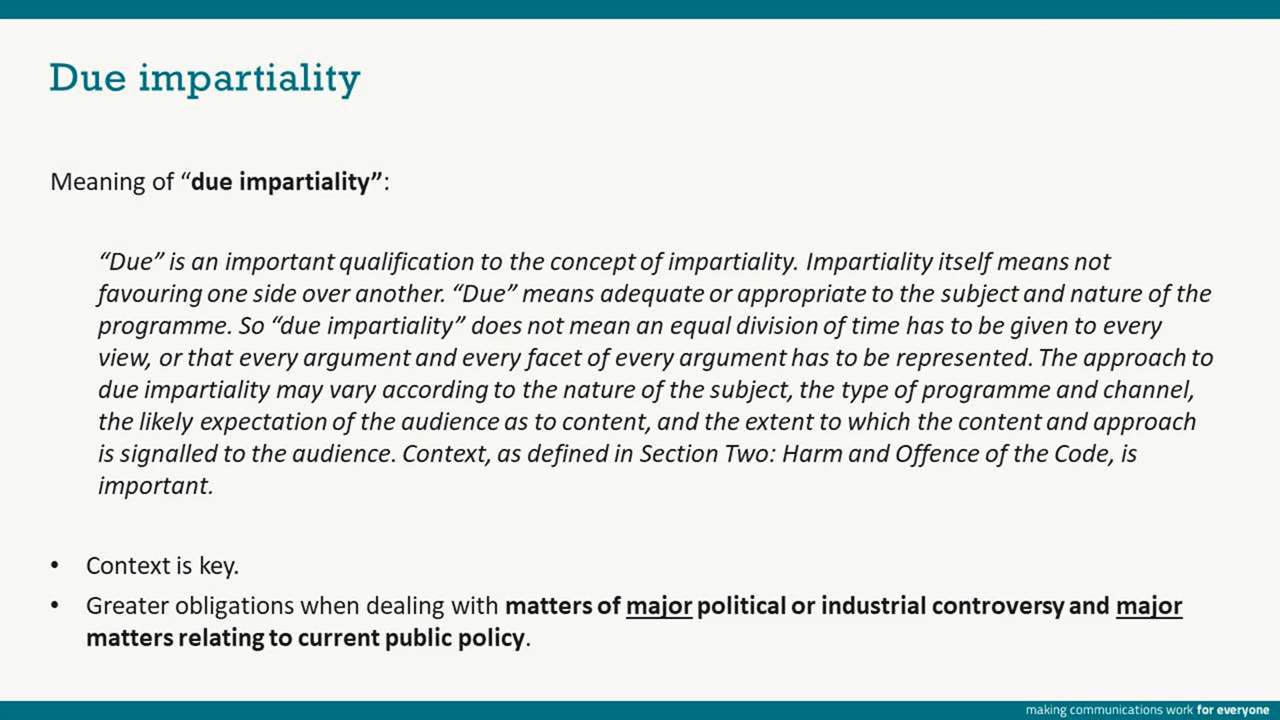 Due impartiality
Meaning of “due impartiality”:
“Due” is an important qualification to the concept of impartiality. Impartiality itself means not
favouring one side over another. “Due” means adequate or appropriate to the subject and nature of the
programme. So “due impartiality” does not mean an equal division of time has to be given to every
view, or that every argument and every facet of every argument has to be represented. The approach to
due impartiality may vary according to the nature of the subject, the type of programme and channel,
the likely expectation of the audience as to content, and the extent to which the content and approach
is signalled to the audience. Context, as defined in Section Two: Harm and Offence of the Code, is
important.
• Context is key.
• Greater obligations when dealing with matters of major political or industrial controversy and major
matters relating to current public policy.
making communications work for everyone